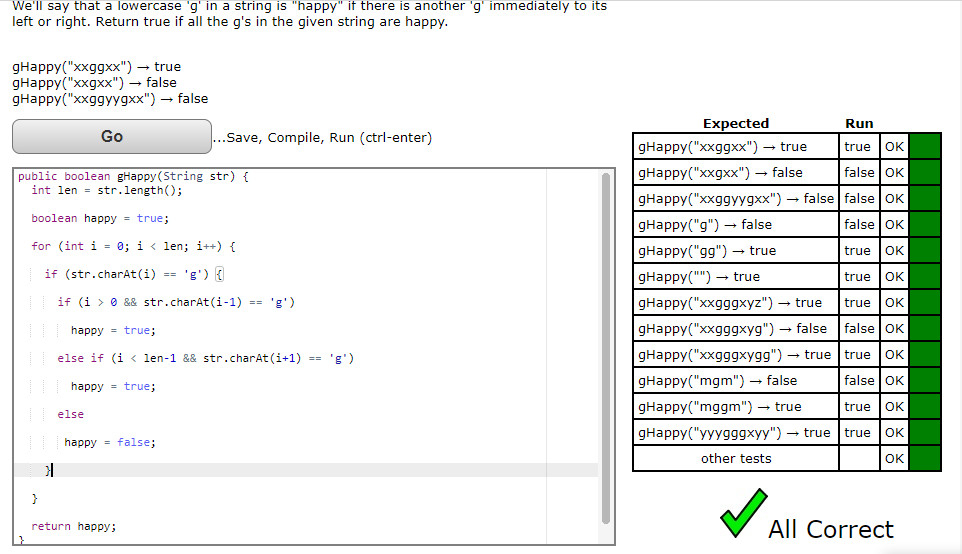 We'll say that a lowercase 'g' in a string is "happy" if there is another 'g' immediately to its
left or right. Return true if all the g's in the given string are happy.
gHappy("xxggxx") → true
gHappy("xxgxx") → false
gHappy("xxggyygxx") → false
Go
...Save, Compile, Run (ctrl-enter)
public boolean gHappy(String str) {
int len = str.length();
boolean happy = true;
for (int i = 0; i < len; i++) {
if (str.charAt(i) == 'g') {
if (i > 0 && str.charAt(i-1) == 'g')
happy = true;
else if (i < len-1 && str.charAt(i+1) == 'g')
happy = true;
else
happy = false;
}
}
return happy;
}
Expected Run
gHappy("xxggxx") → true true OK
gHappy("xxgxx") → false false OK
gHappy("xxggyygxx") → false false OK
gHappy("g") → false false OK
gHappy("gg") → true true OK
gHappy("") → true true OK
gHappy("xxgggxyz") → true true OK
gHappy("xxgggxyg") → false false OK
gHappy("xxgggxygg") → true true OK
gHappy("mgm") → false false OK
gHappy("mggm") → true true OK
gHappy("yyygggxyy") → true true OK
other tests OK
All Correct